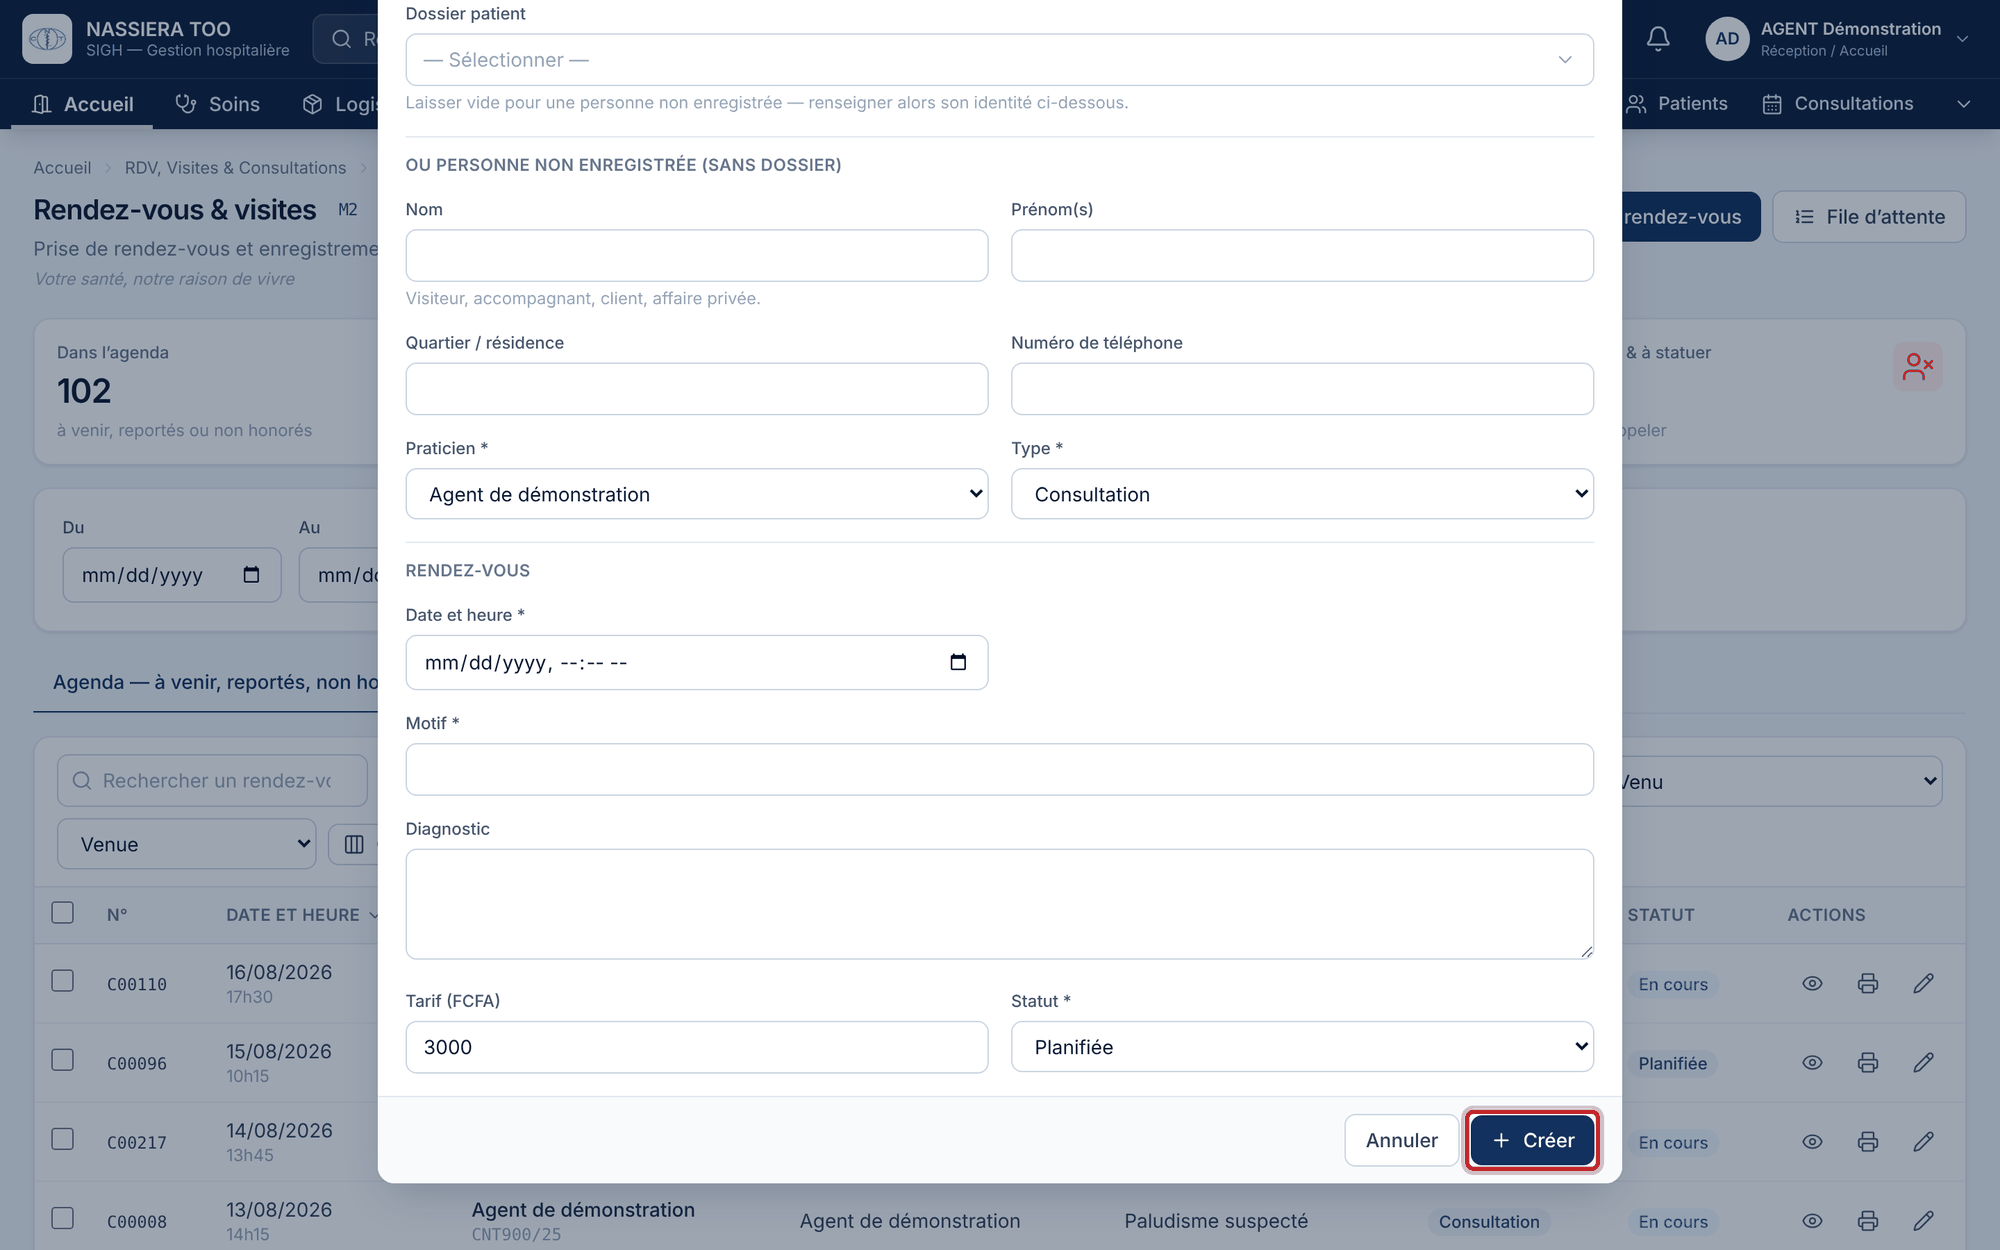 NASSIERA TOO
SIGH — Gestion hospitalière
AD
AGENT Démonstration
Réception / Accueil
Accueil
Soins
Patients
Consultations
Accueil
RDV, Visites & Consultations
Rendez-vous & visites
M2
rendez-vous
File d’attente
Prise de rendez-vous et
Votre santé, notre raison de vivre
Dans l’agenda
102
à venir, reportés ou non honorés
& à statuer
Du
Au
mm/dd/yyyy
Agenda — à venir, reportés, non
Rechercher un
Venue
Venu
N°
DATE ET HEURE
STATUT
ACTIONS
C00110
16/08/2026
17h30
En cours
C00096
15/08/2026
10h15
Planifiée
C00217
14/08/2026
13h45
En cours
C00008
13/08/2026
14h15
Agent de démonstration
CNT900/25
Agent de démonstration
Paludisme suspecté
Consultation
En cours
Dossier patient
— Sélectionner —
Laisser vide pour une personne non enregistrée — renseigner alors son identité ci-dessous.
OU PERSONNE NON ENREGISTRÉE (SANS DOSSIER)
Nom
Prénom(s)
Visiteur, accompagnant, client, affaire privée.
Quartier / résidence
Numéro de téléphone
Praticien *
Type *
Agent de démonstration
Consultation
RENDEZ-VOUS
Date et heure *
mm/dd/yyyy, --:-- --
Motif *
Diagnostic
Tarif (FCFA)
Statut *
3000
Planifiée
Annuler
+ Créer